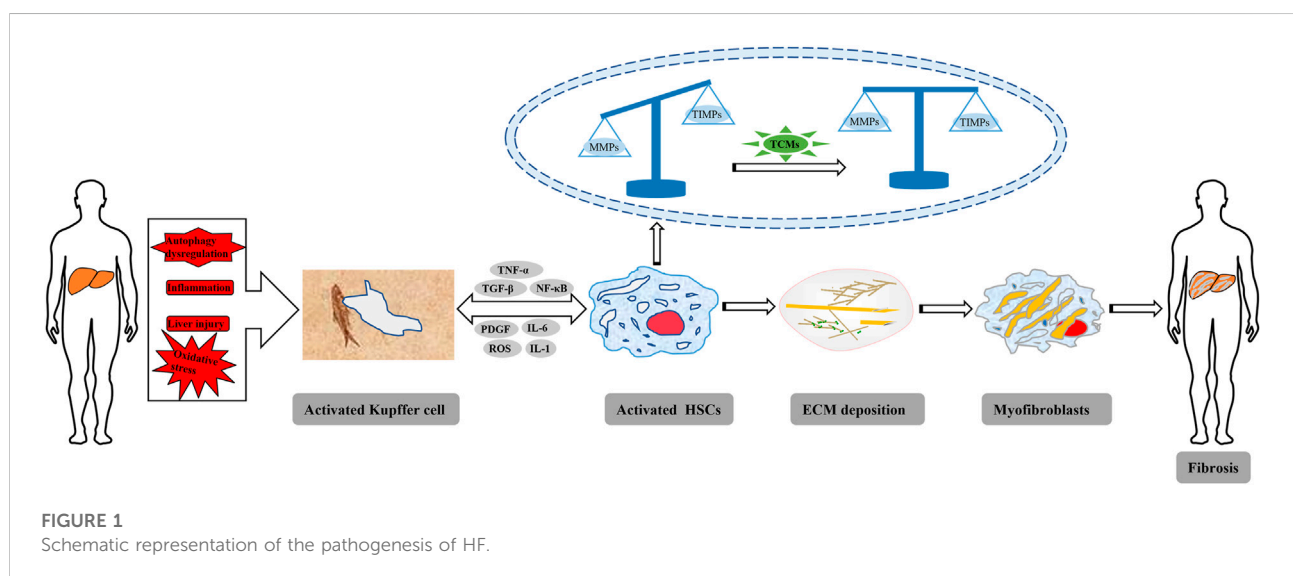 TIMPs
MMPs
TCMs
MMPs
TIMPs
Autophagy
dysregulation
Inflammation
Liver injury
Oxidative
stress
TNF-α
TGF-β
NF-κB
PDGF
IL-6
ROS
IL-1
Activated Kupffer cell
Activated HSCs
ECM deposition
Myofibroblasts
Fibrosis
FIGURE 1
Schematic representation of the pathogenesis of HF.